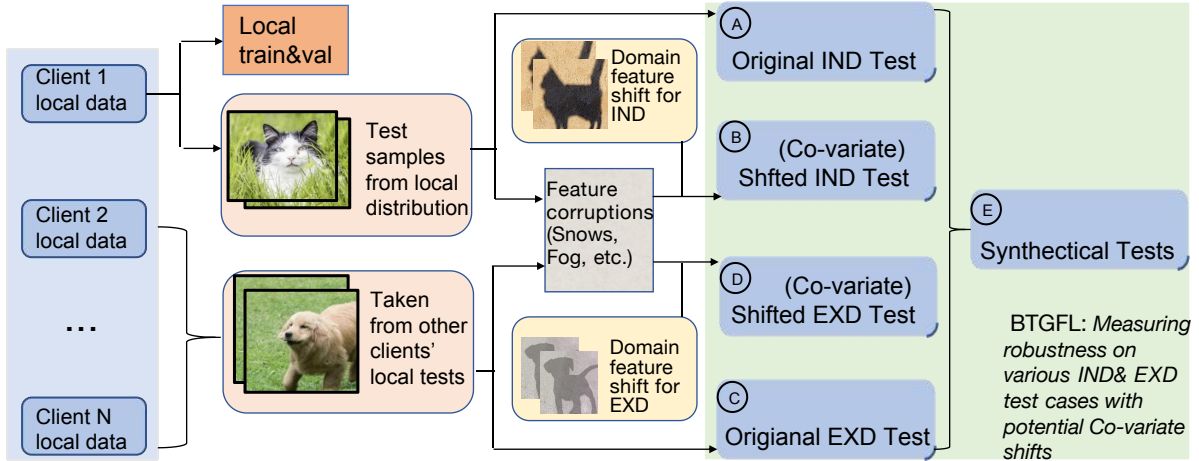 Client 1
local data
Client 2
local data
...
Client N
local data
Local
train&val
Test
samples
from local
distribution
Taken
from other
clients'
local tests
Domain
feature
shift for
IND
Feature
corruptions
(Snows,
Fog, etc.)
Domain
feature
shift for
EXD
A
Original IND Test
B
(Co-variate)
Shfted IND Test
D
(Co-variate)
Shifted EXD Test
C
Origianal EXD Test
E
Synthectical Tests
BTGFL: Measuring
robustness on
various IND& EXD
test cases with
potential Co-variate
shifts